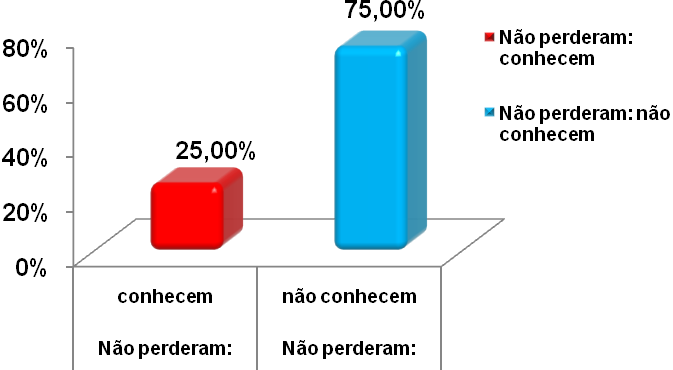 75,00%
80%
Não perderam:
conhecem
60%
Não perderam: não
conhecem
25,00%
40%
20%
0%
conhecem
não conhecem
Não perderam:
Não perderam: